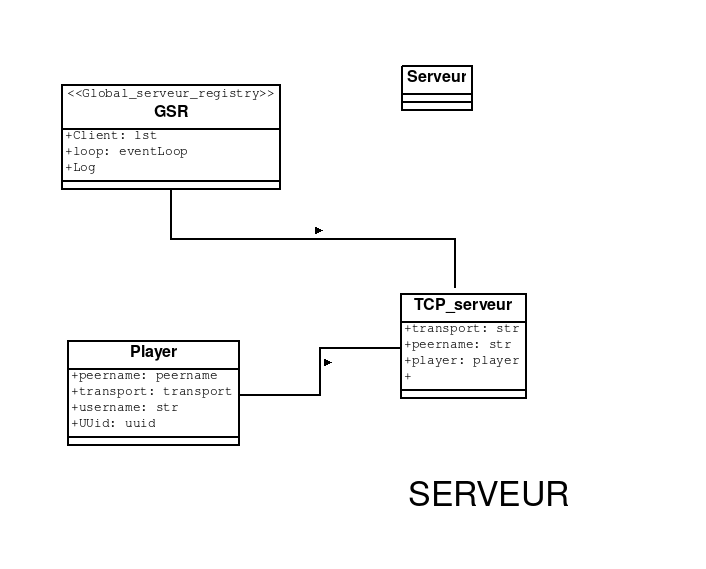 <<Global_serveur_registry>>
GSR
+Client: lst
+loop: eventLoop
+Log
Serveur
TCP_serveur
+transport: str
+peername: str
+player: player
+
Player
+peername: peername
+transport: transport
+username: str
+UUid: uuid
SERVEUR